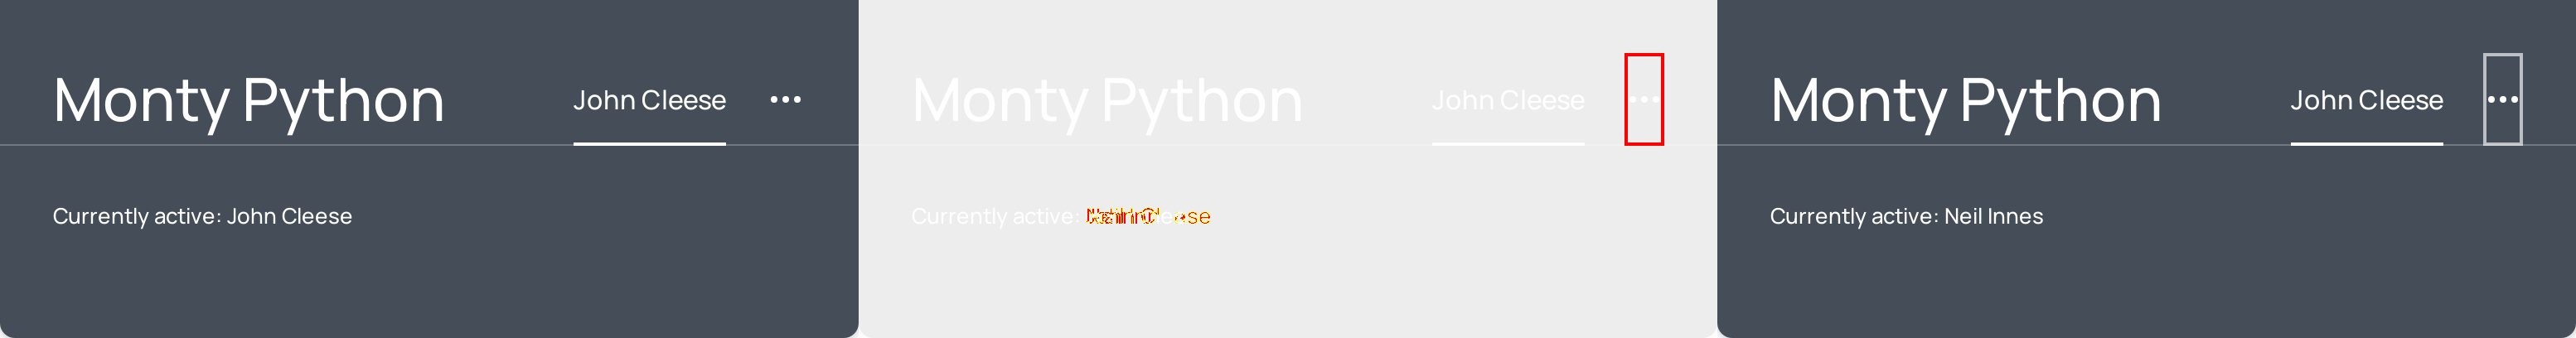 Monty Python
John Cleese
Currently active: John Cleese
Monty Python
John Cleese
Currently active:
Monty Python
John Cleese
Currently active: Neil Innes